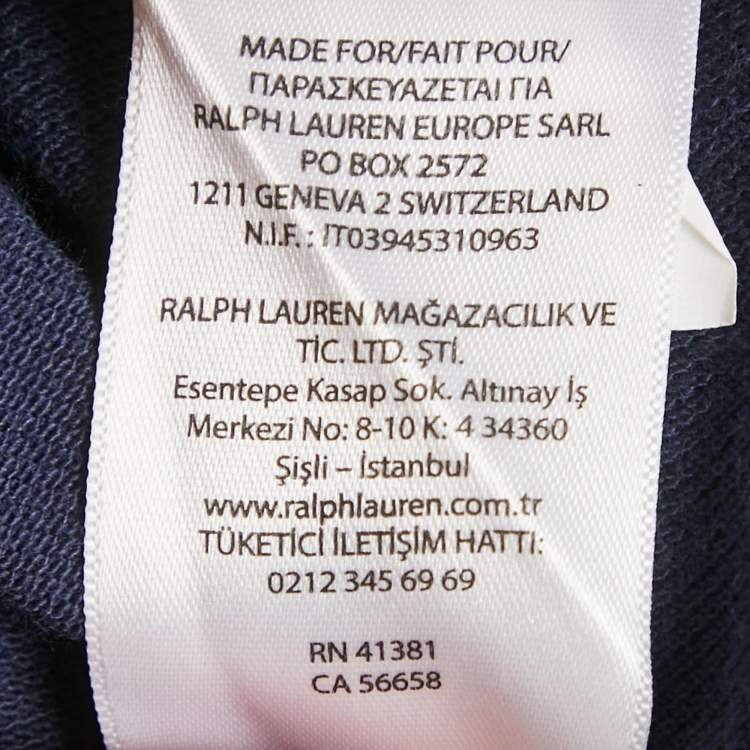 MADE FOR/FAIT POUR/
ΠΑΡΑΣΚΕΥΑΖΕΤΑΙ ΓΙΑ
RALPH LAUREN EUROPE SARL
PO BOX 2572
1211 GENEVA 2 SWITZERLAND
N.I.F. : IT03945310963
RALPH LAUREN MAĞAZACILIK VE
TİC. LTD. ŞTİ.
Esentepe Kasap Sok. Altınay İş
Merkezi No: 8-10 K: 4 34360
Şişli – İstanbul
www.ralphlauren.com.tr
TÜKETİCİ İLETİŞİM HATTI:
0212 345 69 69
RN 41381
CA 56658